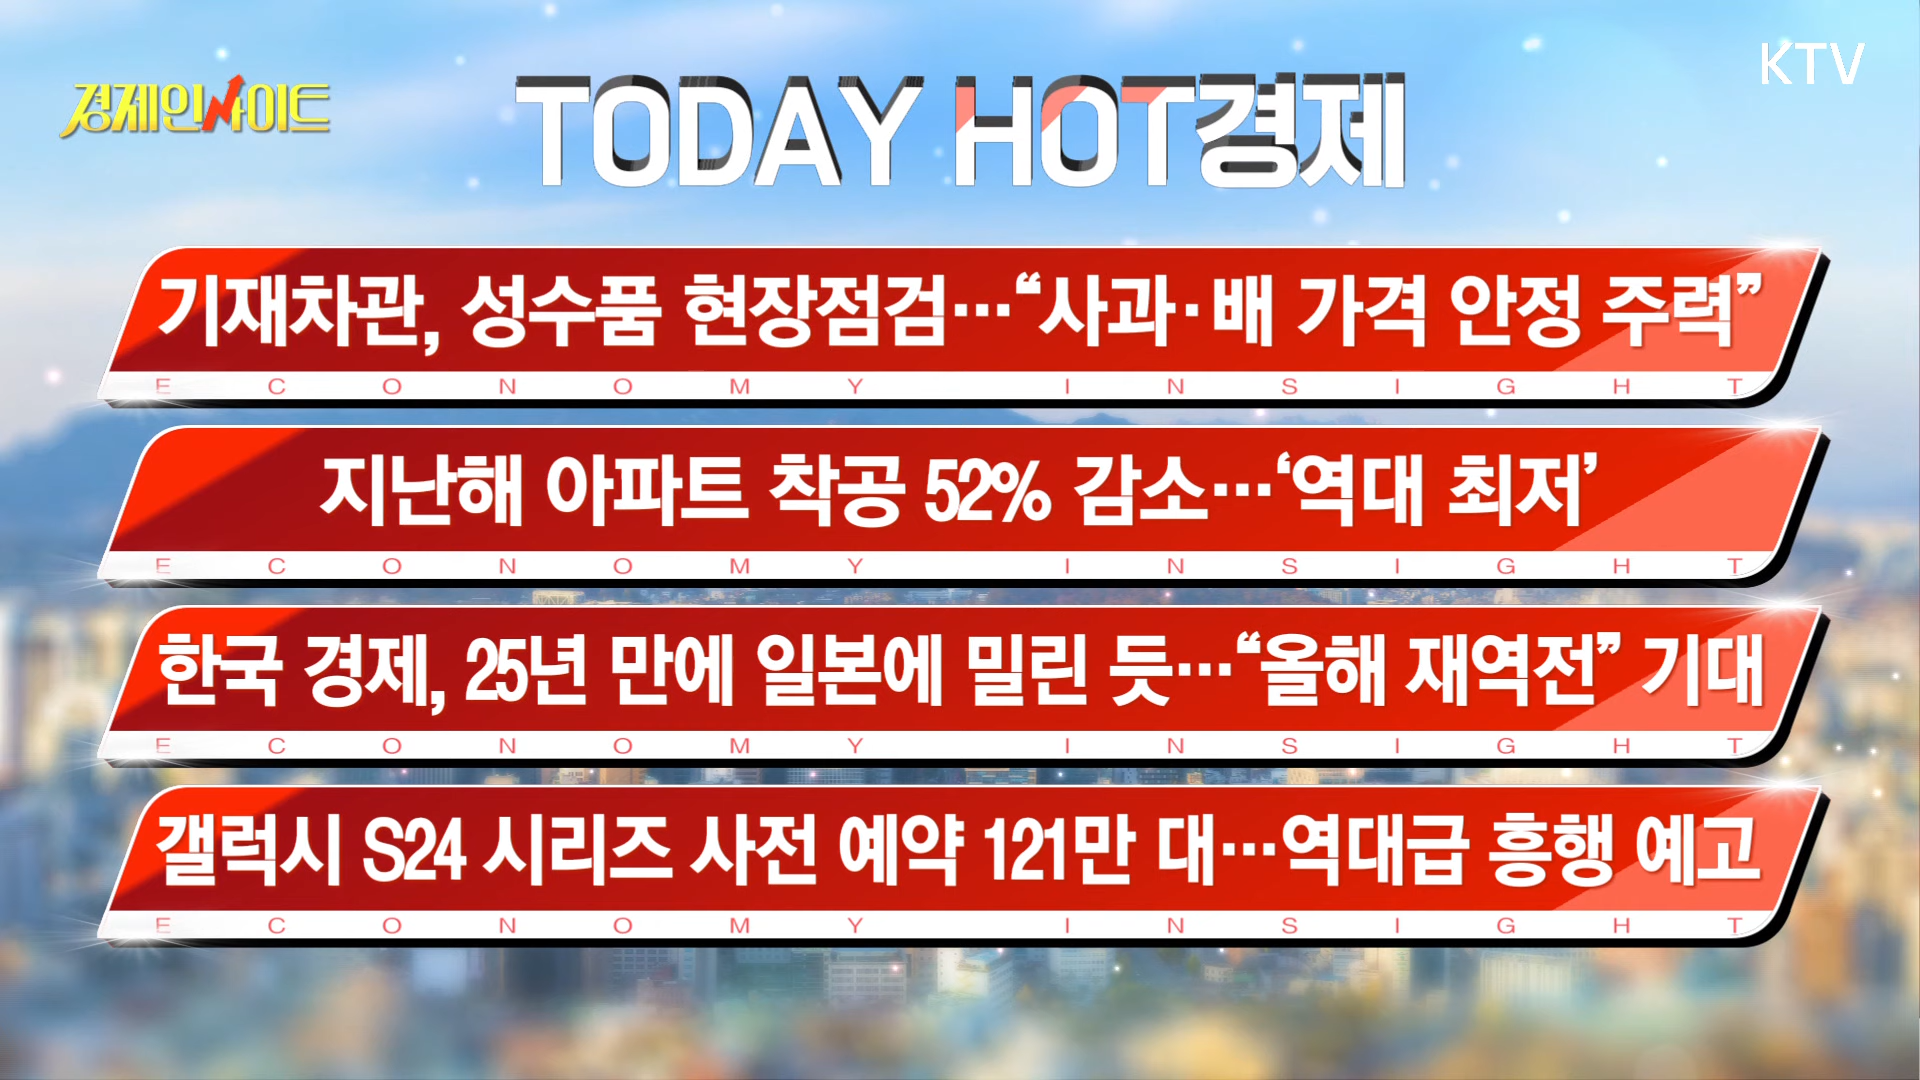 경제인사이트
TODAY HOT경제
KTV
기재차관, 성수품 현장점검…“사과·배 가격 안정 주력”
ECONOMY INSIGHT
지난해 아파트 착공 52% 감소…‘역대 최저’
ECONOMY INSIGHT
한국 경제, 25년 만에 일본에 밀린 듯…“올해 재역전” 기대
ECONOMY INSIGHT
갤럭시 S24 시리즈 사전 예약 121만 대…역대급 흥행 예고
ECONOMY INSIGHT